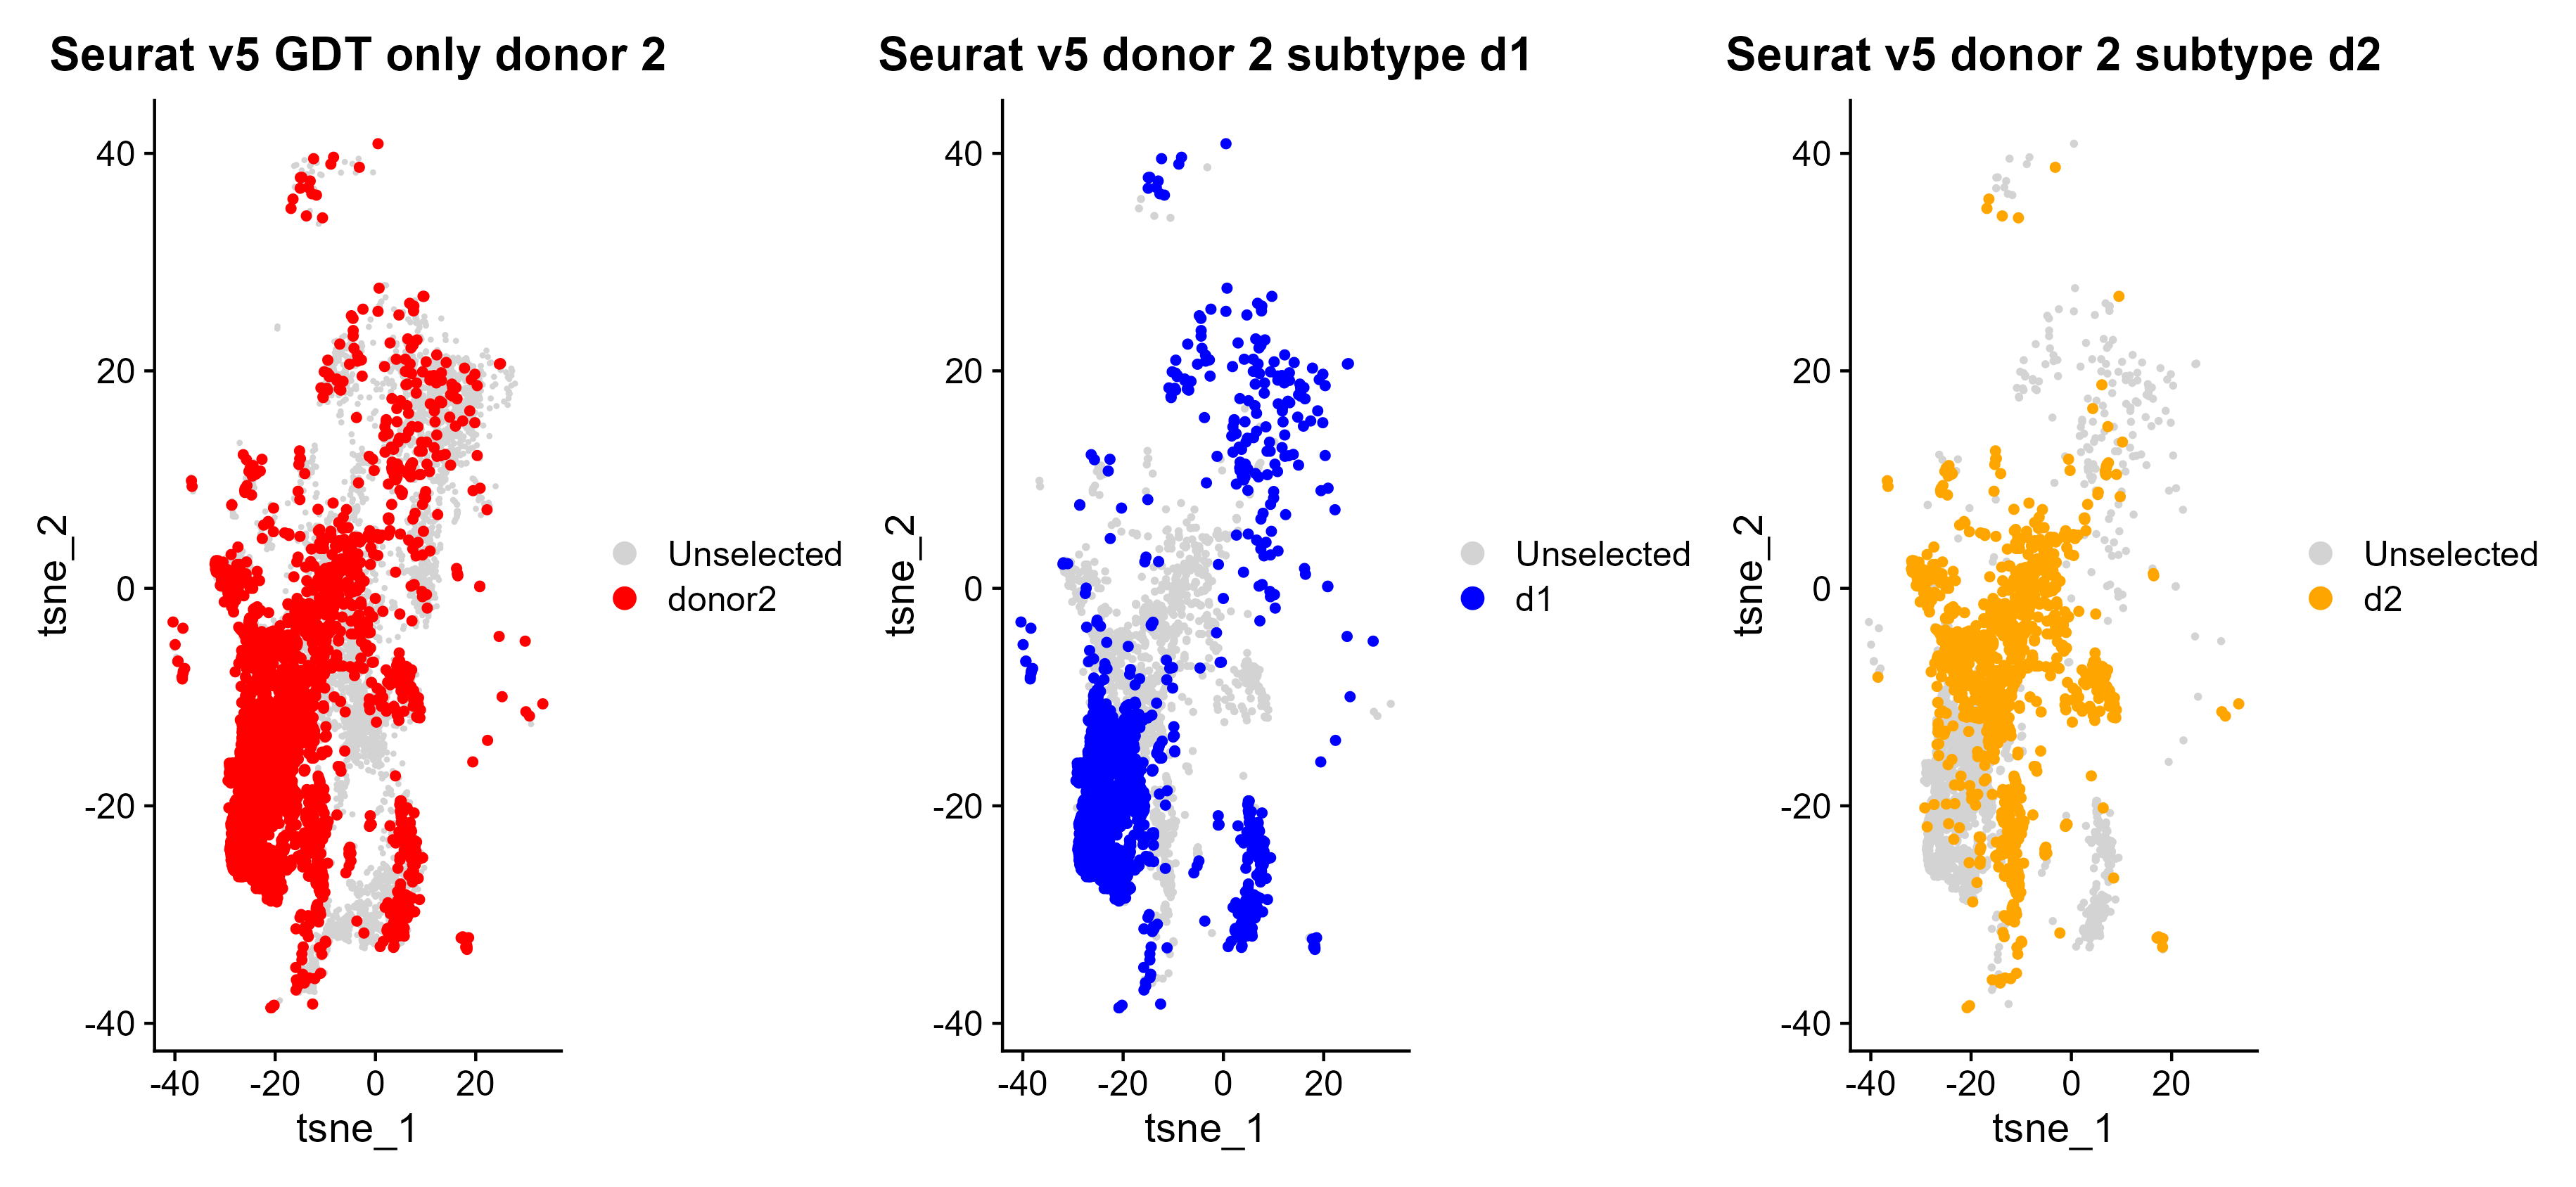 Seurat v5 GDT only donor 2
40
20
0
-20
-40
-40 -20 0 20
tsne_2
tsne_1
Unselected
donor2
Seurat v5 donor 2 subtype d1
40
20
0
-20
-40
-40 -20 0 20
tsne_2
tsne_1
Unselected
d1
Seurat v5 donor 2 subtype d2
40
20
0
-20
-40
-40 -20 0 20
tsne_2
tsne_1
Unselected
d2